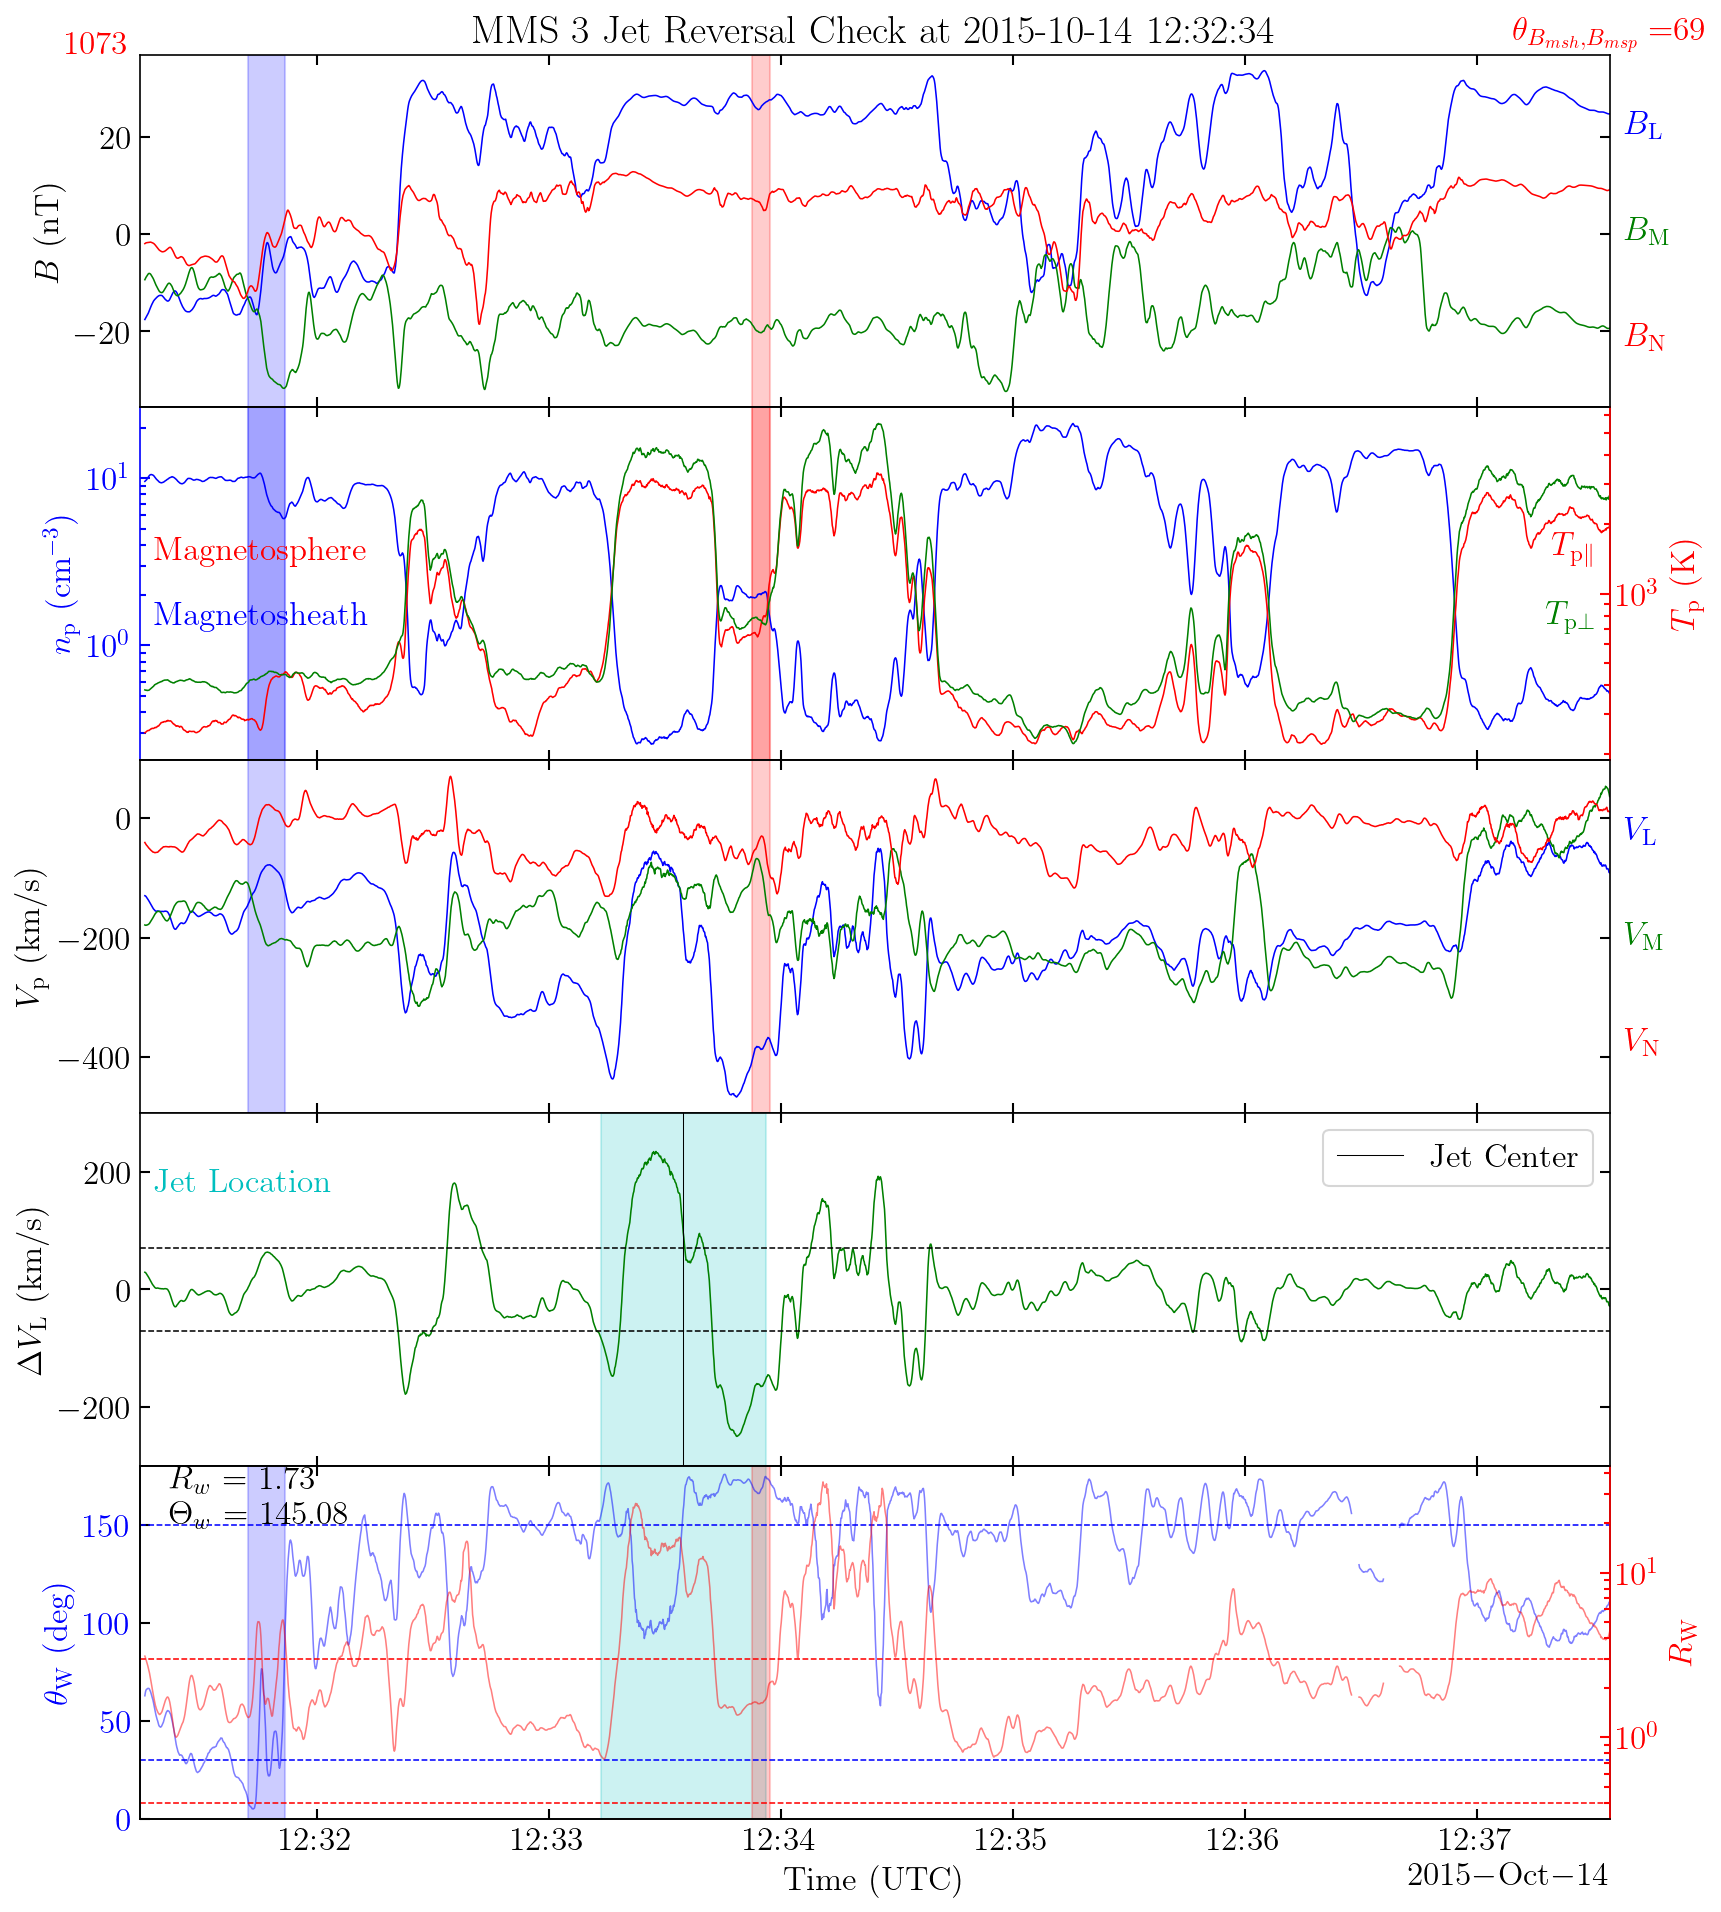 MMS 3 Jet Reversal Check at 2015-10-14 12:32:34
1073
θ_{B_{msh},B_{msp}} =69
20
0
−20
B (nT)
B_L
B_M
B_N
10^1
10^0
n_p (cm^{−3})
Magnetosphere
Magnetosheath
T_{p∥}
T_{p⊥}
10^3
T_p (K)
0
−200
−400
V_p (km/s)
V_L
V_M
V_N
200
0
−200
ΔV_L (km/s)
Jet Location
Jet Center
R_w = 1.73
Θ_w = 145.08
150
100
50
0
θ_W (deg)
10^1
10^0
R_W
12:32
12:33
12:34
12:35
12:36
12:37
Time (UTC)
2015−Oct−14